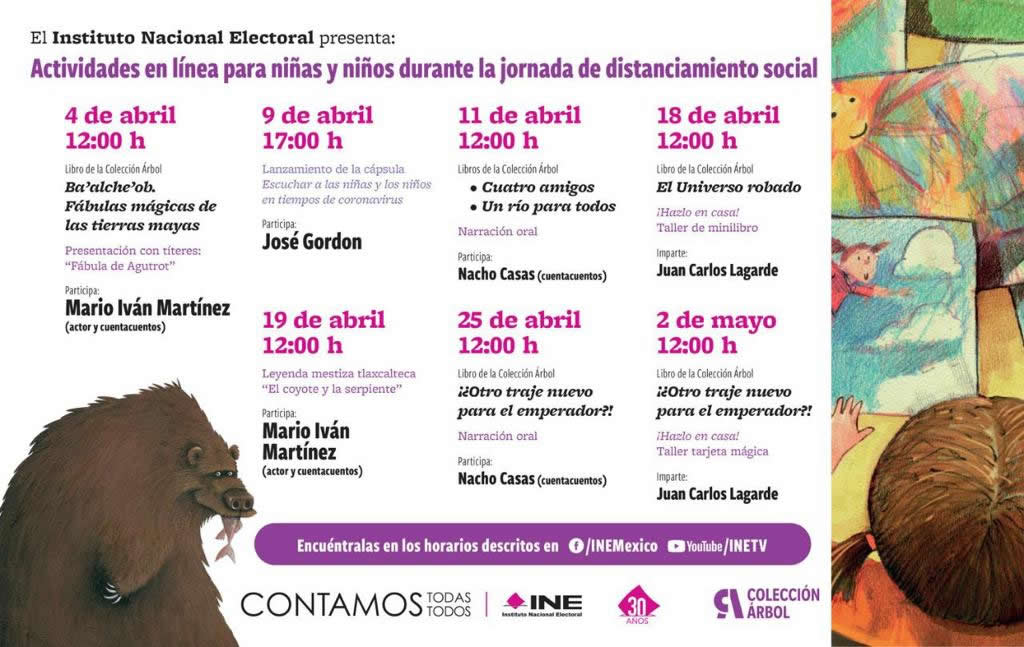 El Instituto Nacional Electoral presenta:
Actividades en línea para niñas y niños durante la jornada de distanciamiento social
4 de abril
12:00 h
Libro de la Colección Árbol
Ba'alche'ob.
Fábulas mágicas de
las tierras mayas
Presentación con títeres:
"Fábula de Agutrot"
Participa:
Mario Iván Martínez
(actor y cuentacuentos)
9 de abril
17:00 h
Lanzamiento de la cápsula
Escuchar a las niñas y los niños
en tiempos de coronavirus
Participa:
José Gordon
11 de abril
12:00 h
Libros de la Colección Árbol
• Cuatro amigos
• Un río para todos
Narración oral
Participa:
Nacho Casas (cuentacuentos)
18 de abril
12:00 h
Libro de la Colección Árbol
El Universo robado
¡Hazlo en casa!
Taller de minilibro
Imparte:
Juan Carlos Lagarde
19 de abril
12:00 h
Leyenda mestiza tlaxcalteca
"El coyote y la serpiente"
Participa:
Mario Iván
Martínez
(actor y cuentacuentos)
25 de abril
12:00 h
Libro de la Colección Árbol
¡¿Otro traje nuevo
para el emperador?!
Narración oral
Participa:
Nacho Casas (cuentacuentos)
2 de mayo
12:00 h
Libro de la Colección Árbol
¡¿Otro traje nuevo
para el emperador?!
¡Hazlo en casa!
Taller tarjeta mágica
Imparte:
Juan Carlos Lagarde
Encuéntralas en los horarios descritos en f/INEMexico YouTube/INETV
CONTAMOS TODAS
TODOS
INE
Instituto Nacional Electoral
30
AÑOS
COLECCIÓN
ÁRBOL